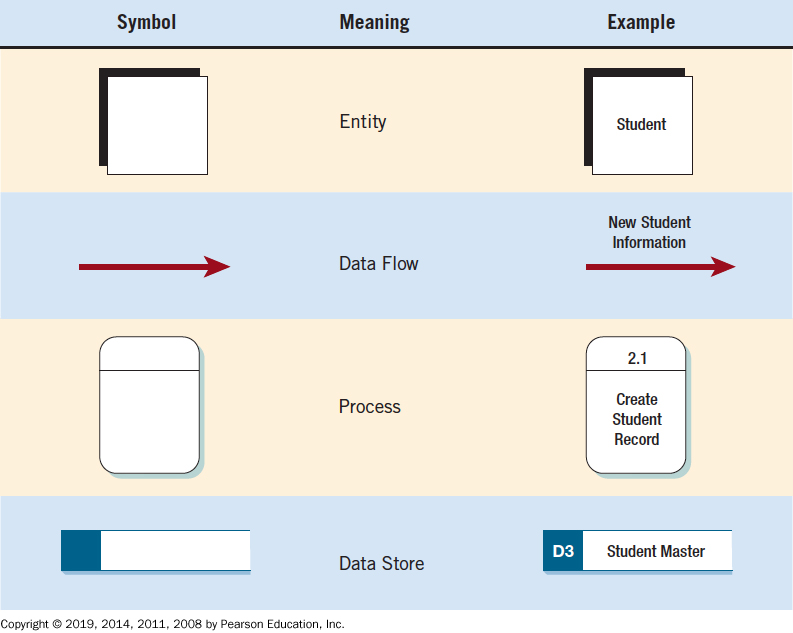 Symbol Meaning Example
Entity
Student
New Student
Information
Data Flow
2.1
Process
Create
Student
Record
D3 Student Master
Data Store
Copyright © 2019, 2014, 2011, 2008 by Pearson Education, Inc.